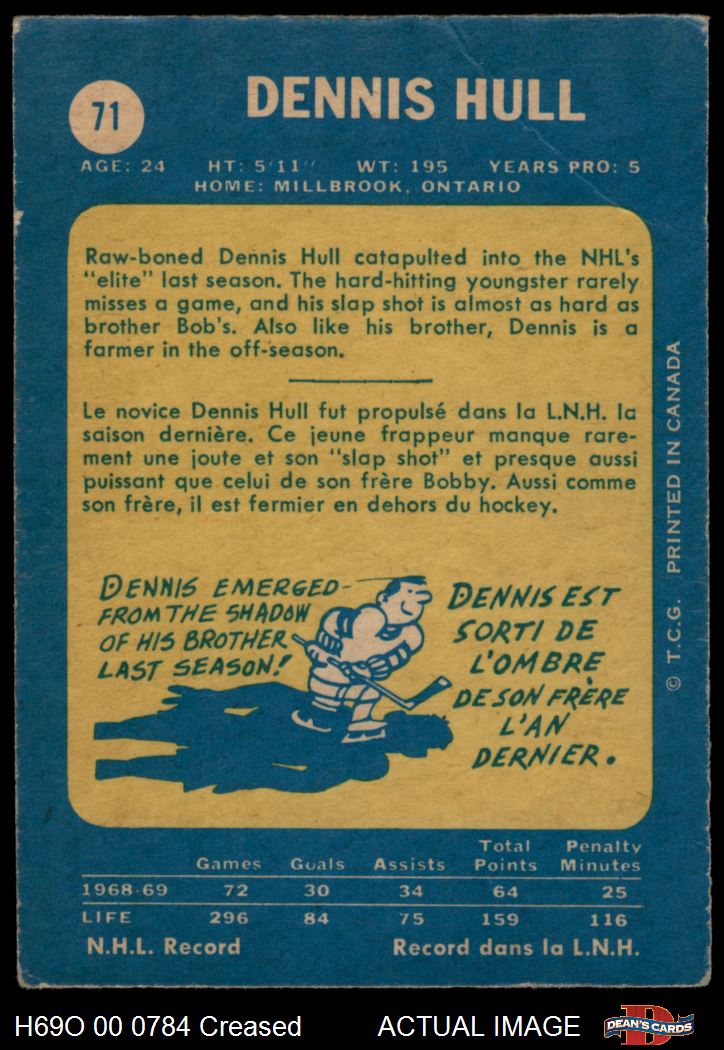 71
DENNIS HULL
AGE: 24 HT: 5'11" WT: 195 YEARS PRO: 5
HOME: MILLBROOK, ONTARIO
Raw-boned Dennis Hull catapulted into the NHL's
"elite" last season. The hard-hitting youngster rarely
misses a game, and his slap shot is almost as hard as
brother Bob's. Also like his brother, Dennis is a
farmer in the off-season.
Le novice Dennis Hull fut propulsé dans la L.N.H. la
saison dernière. Ce jeune frappeur manque rare-
ment une joute et son "slap shot" et presque aussi
puissant que celui de son frère Bobby. Aussi comme
son frère, il est fermier en dehors du hockey.
DENNIS EMERGED
FROM THE SHADOW
OF HIS BROTHER
LAST SEASON!
DENNIS EST
SORTI DE
L'OMBRE
DE SON FRÈRE
L'AN
DERNIER.
© T.C.G. PRINTED IN CANADA
Total Penalty
Games Goals Assists Points Minutes
1968-69 72 30 34 64 25
LIFE 296 84 75 159 116
N.H.L. Record Record dans la L.N.H.
H69O 00 0784 Creased ACTUAL IMAGE
D
DEAN'S CARDS